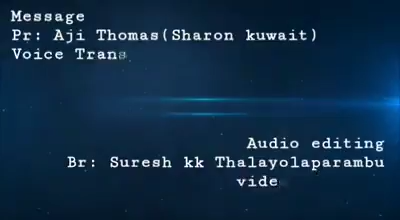 Message
Pr: Aji Thomas(Sharon kuwait)
Voice Trans
Audio editing
Br: Suresh kk Thalayolaparambu
vide